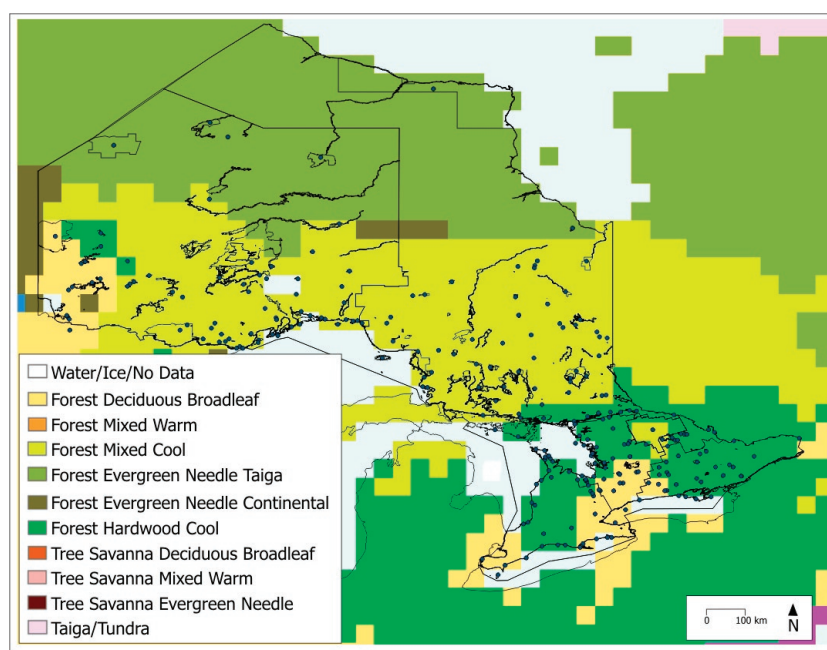 Water/Ice/No Data
Forest Deciduous Broadleaf
Forest Mixed Warm
Forest Mixed Cool
Forest Evergreen Needle Taiga
Forest Evergreen Needle Continental
Forest Hardwood Cool
Tree Savanna Deciduous Broadleaf
Tree Savanna Mixed Warm
Tree Savanna Evergreen Needle
Taiga/Tundra
0 100 km
N